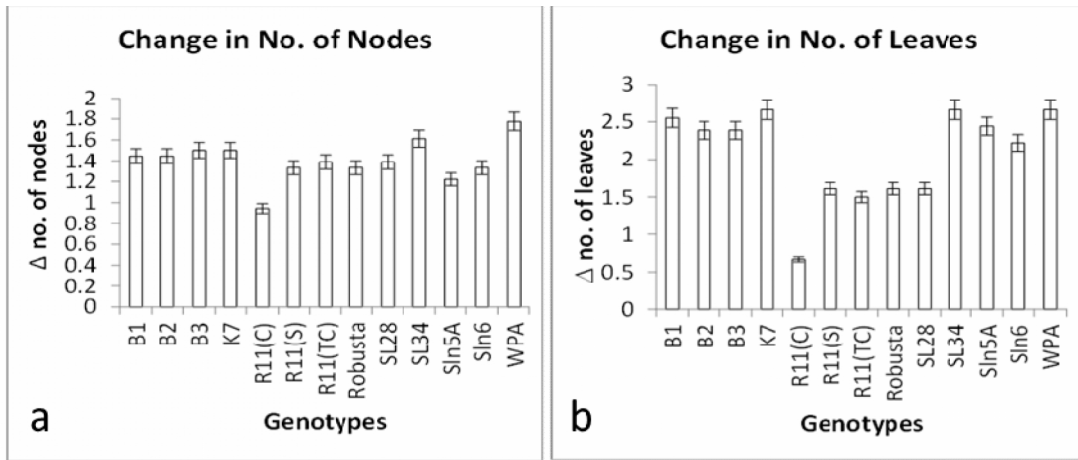 Change in No. of Nodes
Δ no. of nodes
2
1.8
1.6
1.4
1.2
1
0.8
0.6
0.4
0.2
0
B1 B2 B3 K7 R11(C) R11(S) R11(TC) Robusta SL28 SL34 Sln5A Sln6 WPA
a
Genotypes
Change in No. of Leaves
Δ no. of leaves
3
2.5
2
1.5
1
0.5
0
B1 B2 B3 K7 R11(C) R11(S) R11(TC) Robusta SL28 SL34 Sln5A Sln6 WPA
b
Genotypes